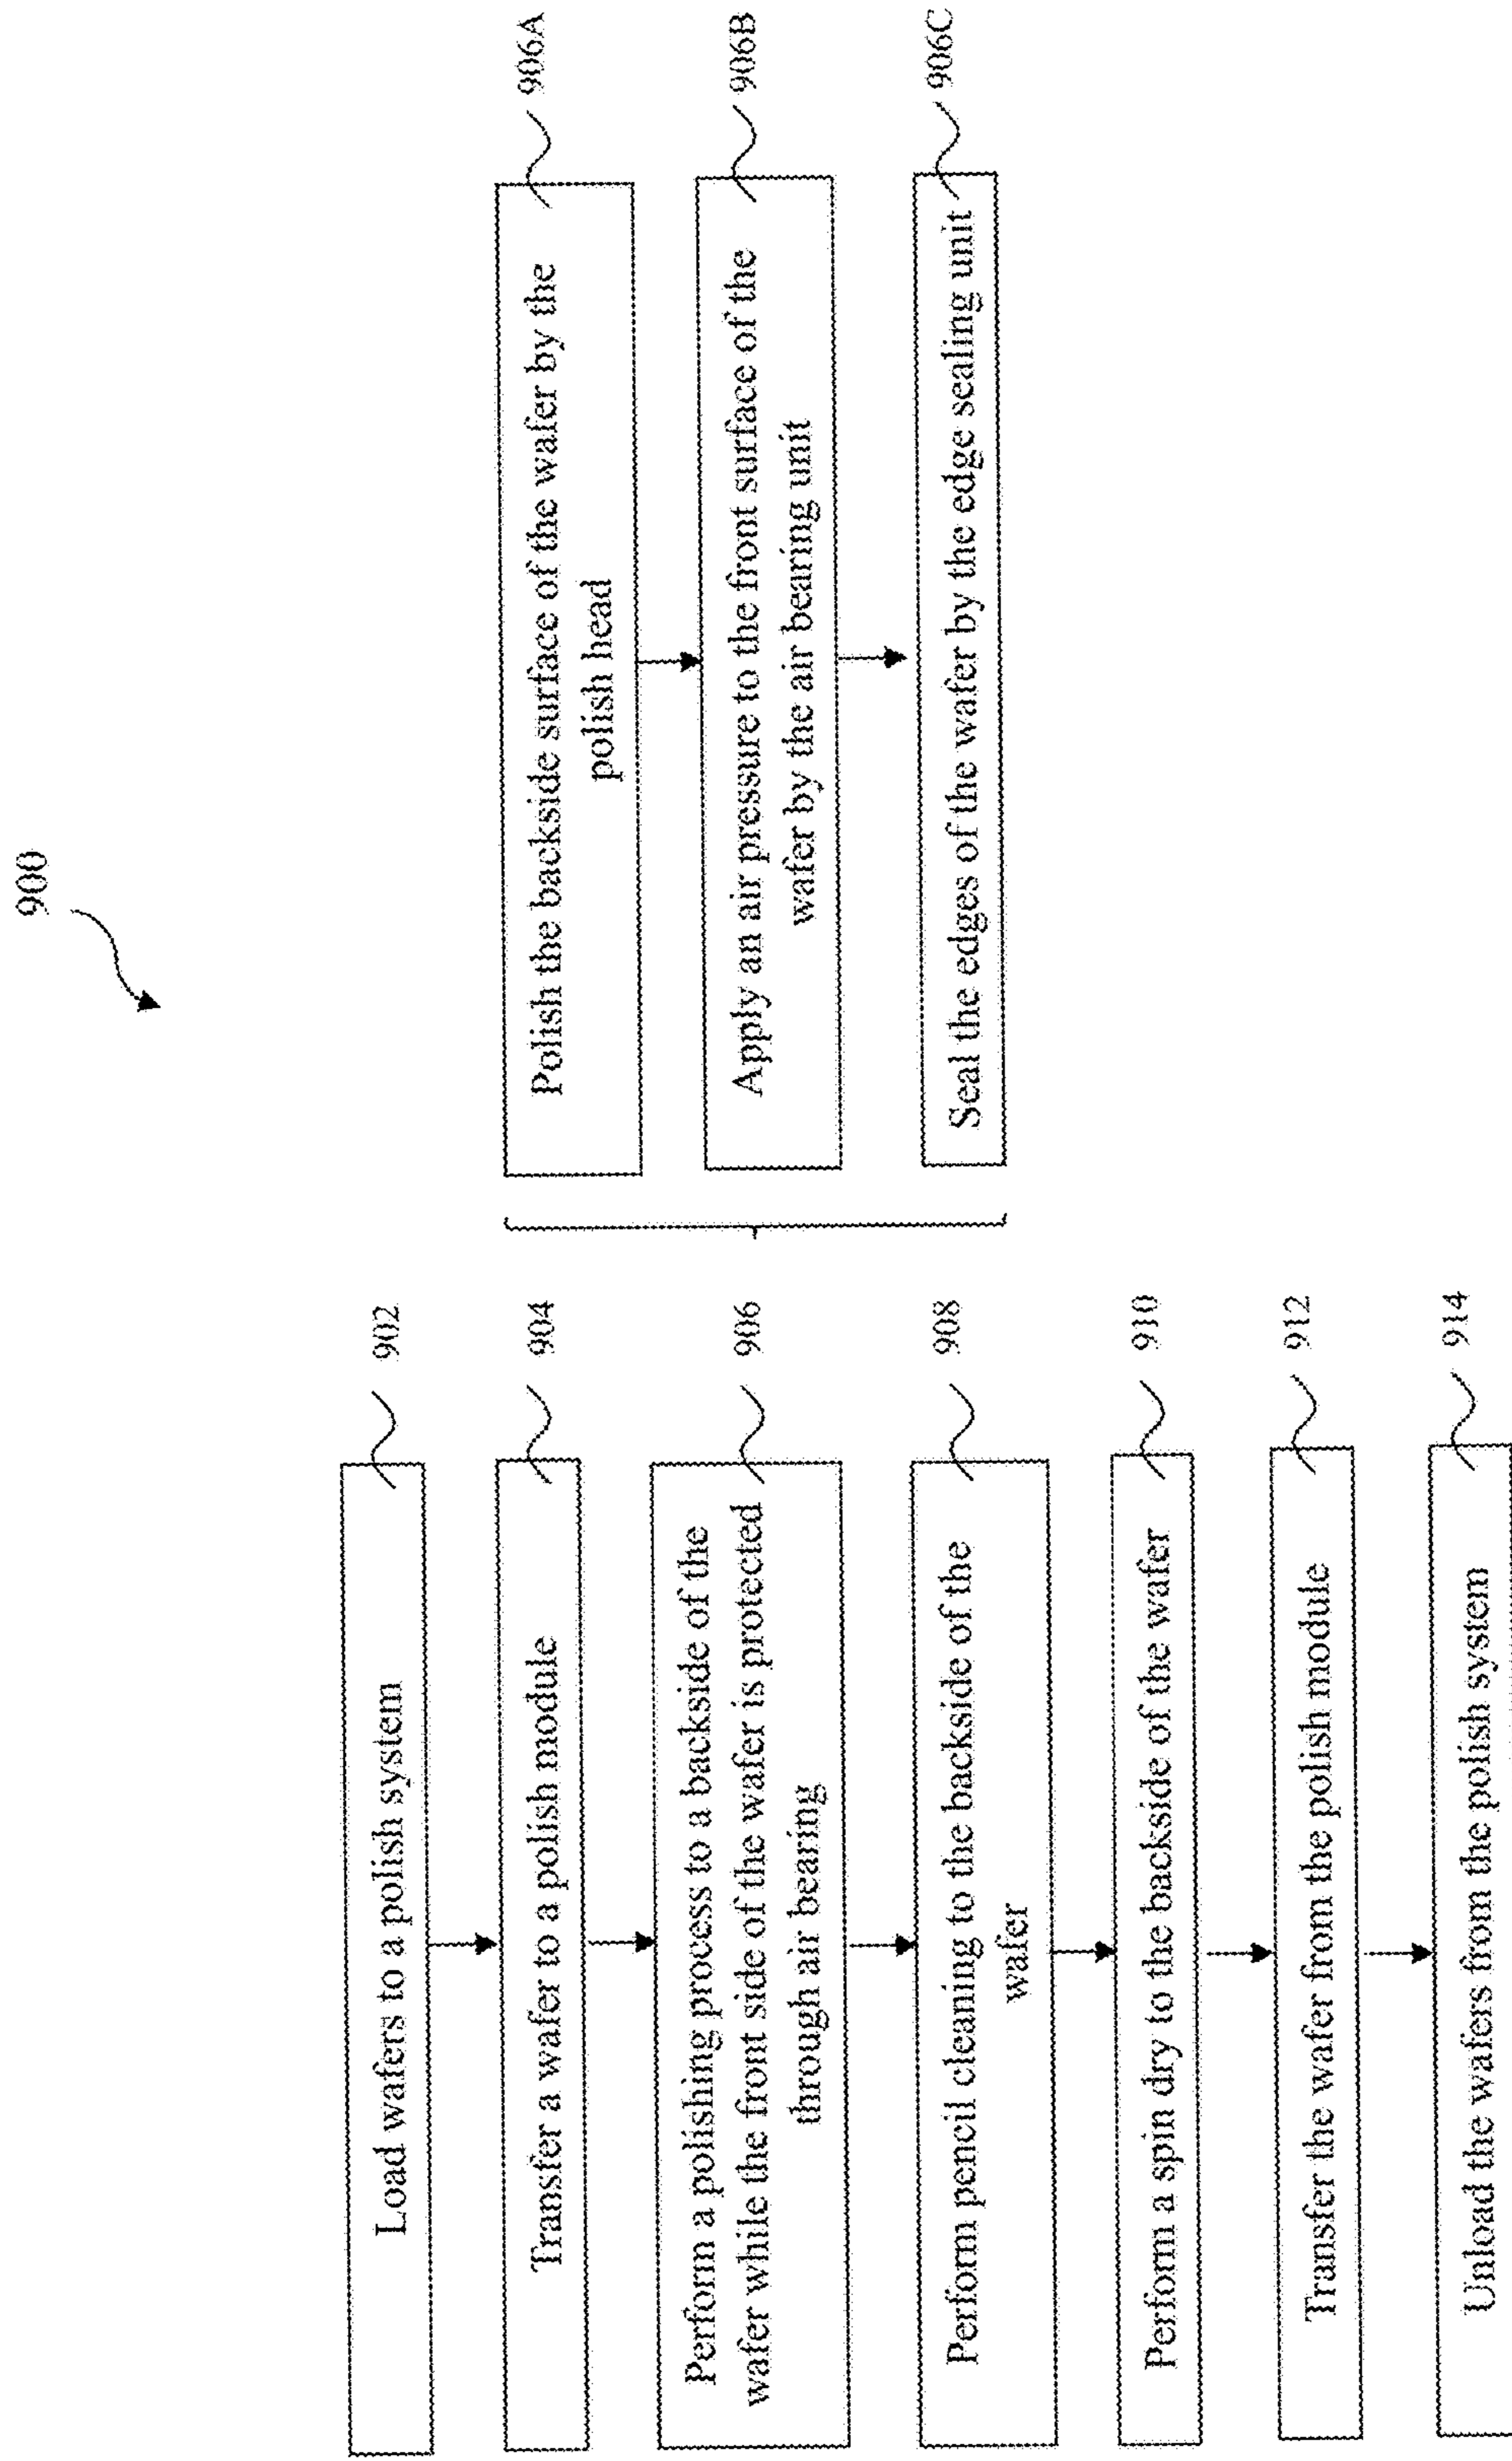 900
Load wafers to a polish system
902
Transfer a wafer to a polish module
904
Perform a polishing process to a backside of the
wafer while the front side of the wafer is protected
through air bearing
906
Perform pencil cleaning to the backside of the
wafer
908
Perform a spin dry to the backside of the wafer
910
Transfer the wafer from the polish module
912
Unload the wafers from the polish system
914
Polish the backside surface of the wafer by the
polish head
906A
Apply an air pressure to the front surface of the
wafer by the air bearing unit
906B
Seal the edges of the wafer by the edge sealing unit
906C